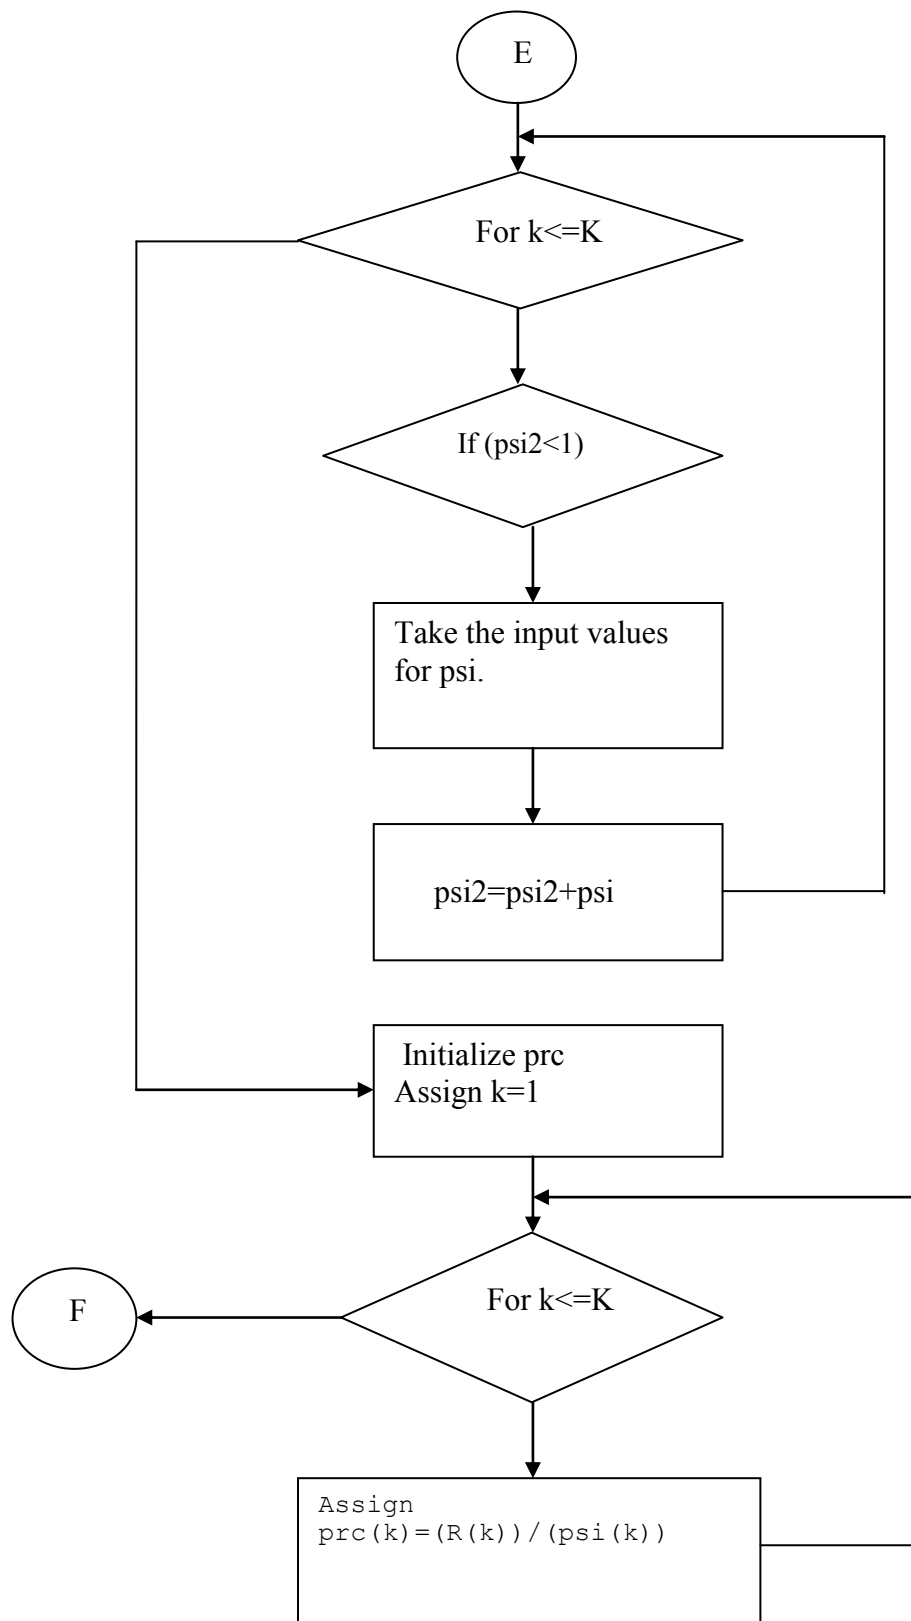 E
For k<=K
If (psi2<1)
Take the input values
for psi.
psi2=psi2+psi
Initialize prc
Assign k=1
For k<=K
F
Assign
prc(k)=(R(k))/(psi(k))